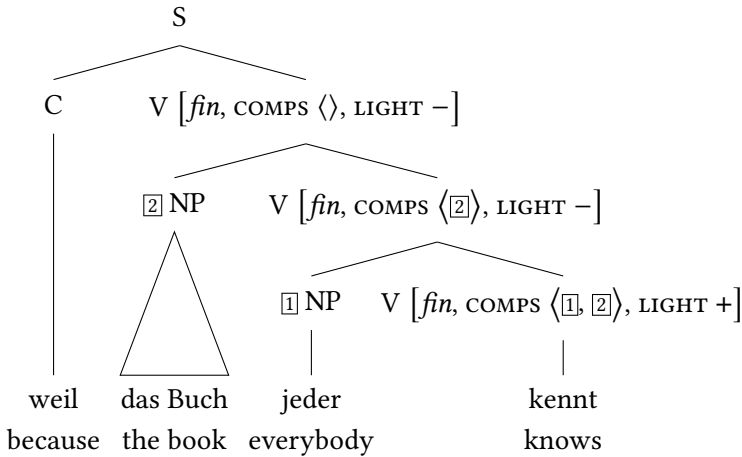 S
C V [fin, COMPS ⟨⟩, LIGHT −]
2 NP V [fin, COMPS ⟨2⟩, LIGHT −]
1 NP V [fin, COMPS ⟨1, 2⟩, LIGHT +]
weil das Buch jeder kennt
because the book everybody knows